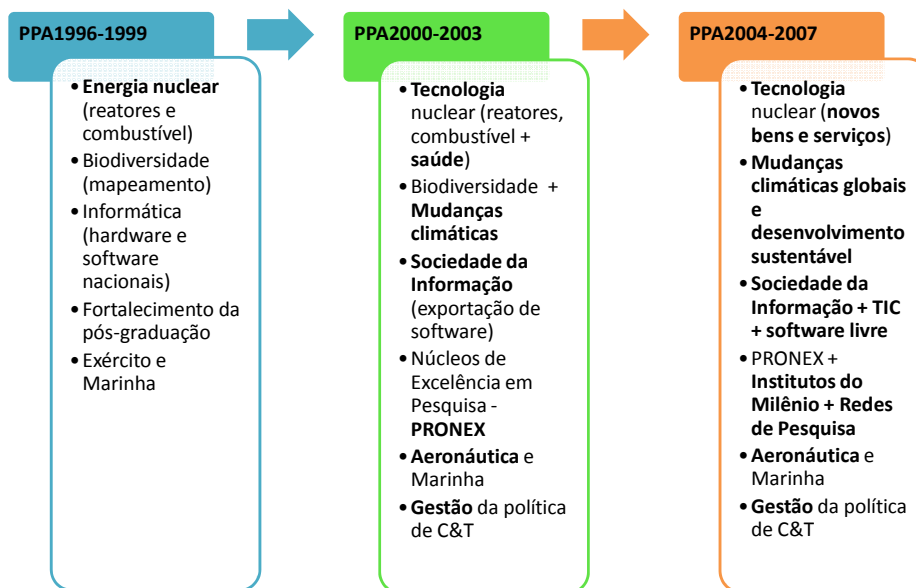 PPA1996-1999
• Energia nuclear
(reatores e
combustível)
• Biodiversidade
(mapeamento)
• Informática
(hardware e
software
nacionais)
• Fortalecimento da
pós-graduação
• Exército e
Marinha
PPA2000-2003
• Tecnologia
nuclear (reatores,
combustível +
saúde)
• Biodiversidade +
Mudanças
climáticas
• Sociedade da
Informação
(exportação de
software)
• Núcleos de
Excelência em
Pesquisa -
PRONEX
• Aeronáutica e
Marinha
• Gestão da política
de C&T
PPA2004-2007
• Tecnologia
nuclear (novos
bens e serviços)
• Mudanças
climáticas globais
e
desenvolvimento
sustentável
• Sociedade da
Informação + TIC
+ software livre
• PRONEX +
Institutos do
Milênio + Redes
de Pesquisa
• Aeronáutica e
Marinha
• Gestão da política
de C&T